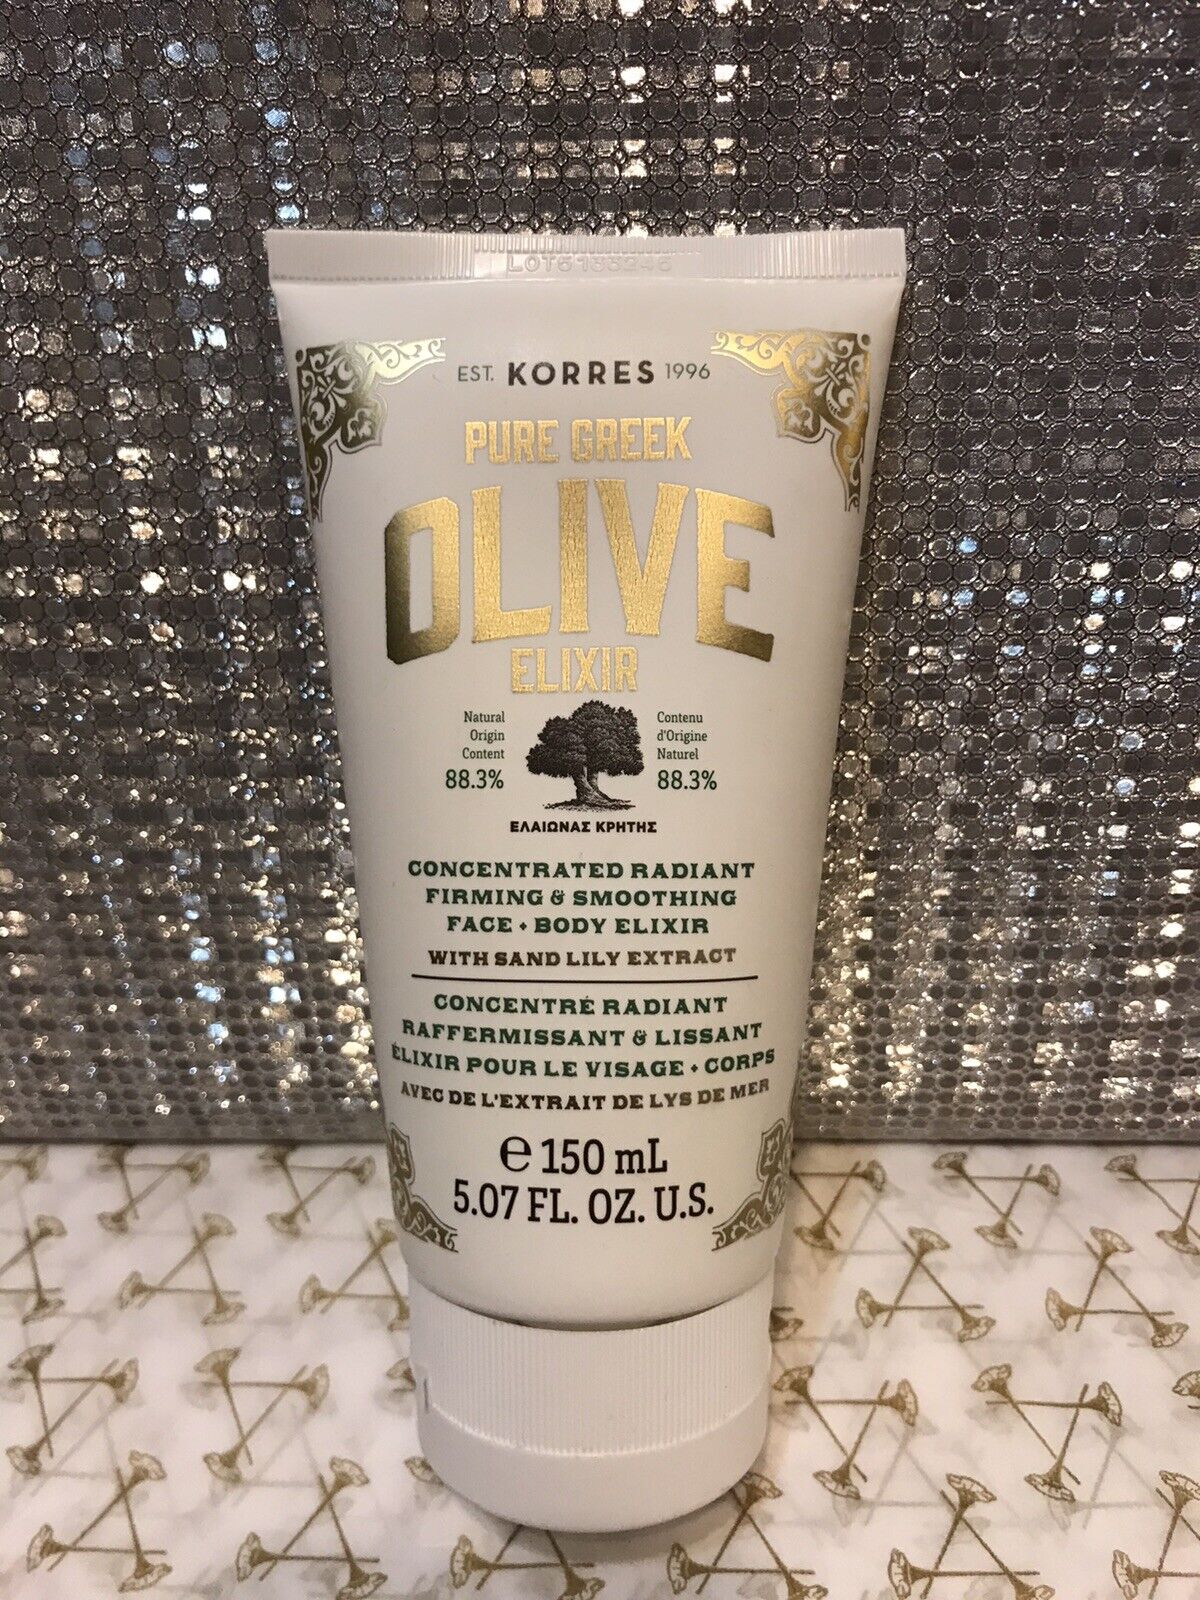 EST. KORRES 1996
PURE GREEK
OLIVE
ELIXIR
Natural
Origin
Content
88.3%
Contenu
d'Origine
Naturel
88.3%
ΕΛΑΙΩΝΑΣ ΚΡΗΤΗΣ
CONCENTRATED RADIANT
FIRMING & SMOOTHING
FACE • BODY ELIXIR
WITH SAND LILY EXTRACT
CONCENTRÉ RADIANT
RAFFERMISSANT & LISSANT
ÉLIXIR POUR LE VISAGE • CORPS
AVEC DE L'EXTRAIT DE LYS DE MER
℮ 150 mL
5.07 FL. OZ. U.S.